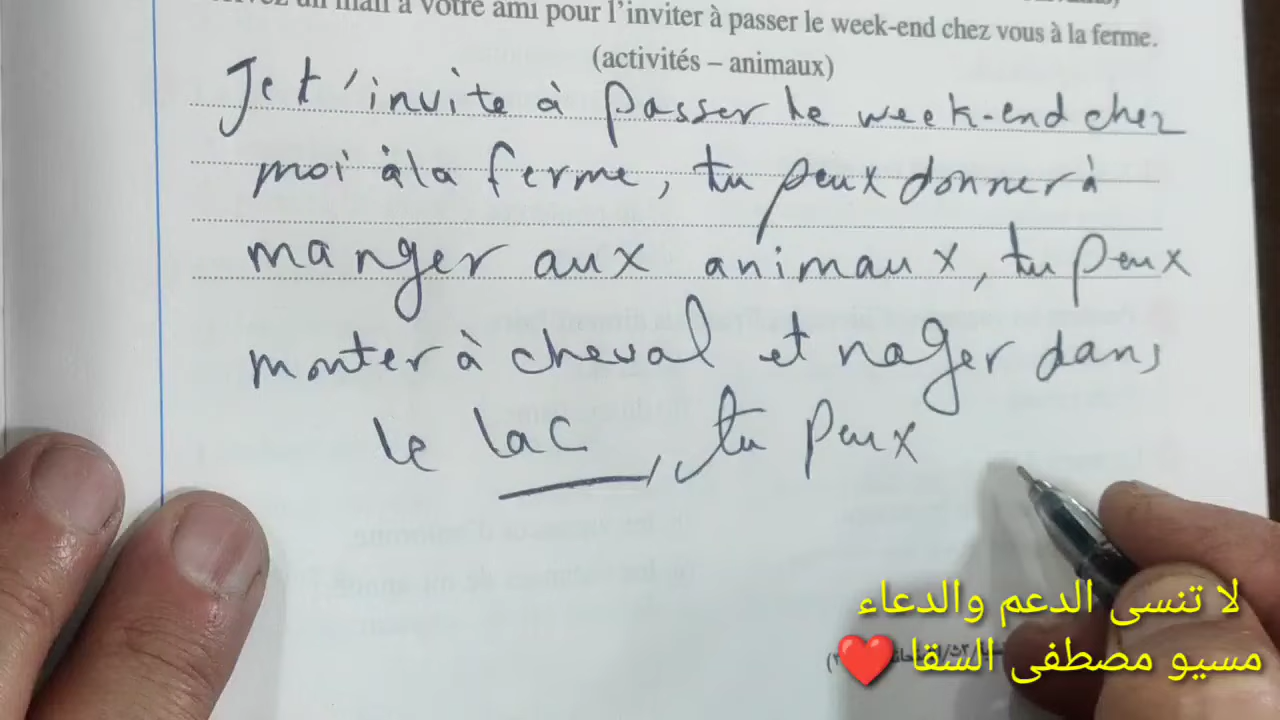 un mail à votre ami pour l'inviter à passer le week-end chez vous à la ferme.
(activités – animaux)
Je t'invite à passer le week-end chez
moi à la ferme, tu peux donner à
manger aux animaux, tu peux
monter à cheval et nager dans
le lac, tu peux
لا تنسى الدعم والدعاء
مسيو مصطفى السقا ❤️